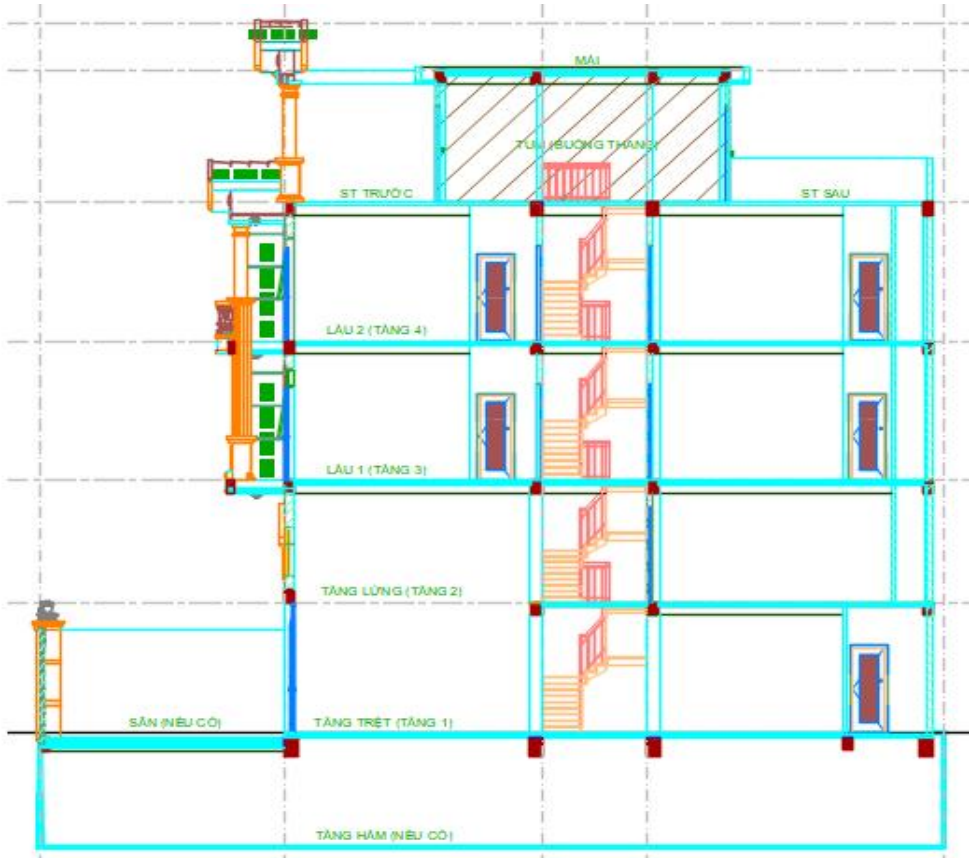 MÁI
TUM (BUỒNG THANG)
ST TRƯỚC
ST SAU
LẦU 2 (TẦNG 4)
LẦU 1 (TẦNG 3)
TẦNG LỬNG (TẦNG 2)
SÂN (NẾU CÓ)
TẦNG TRỆT (TẦNG 1)
TẦNG HẦM (NẾU CÓ)